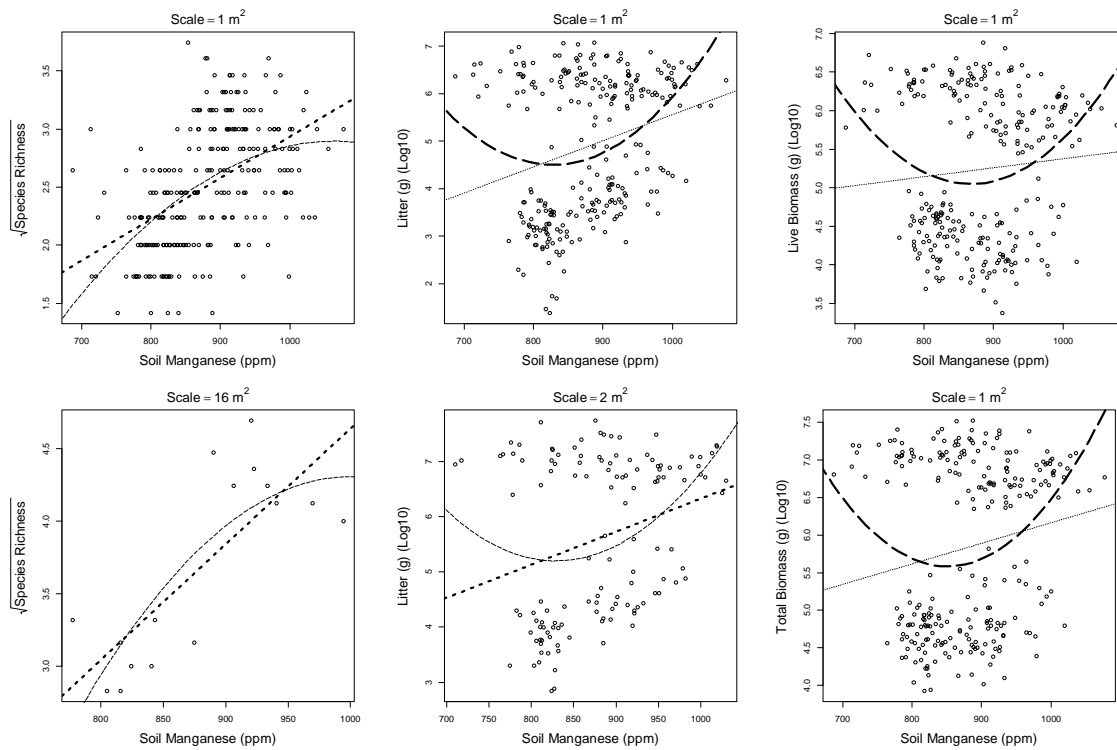 Scale = 1 m²
√Species Richness
3.5
3.0
2.5
2.0
1.5
700 800 900 1000
Soil Manganese (ppm)
Scale = 1 m²
Litter (g) (Log10)
7
6
5
4
3
2
700 800 900 1000
Soil Manganese (ppm)
Scale = 1 m²
Live Biomass (g) (Log10)
7.0
6.5
6.0
5.5
5.0
4.5
4.0
3.5
700 800 900 1000
Soil Manganese (ppm)
Scale = 16 m²
√Species Richness
4.5
4.0
3.5
3.0
800 850 900 950 1000
Soil Manganese (ppm)
Scale = 2 m²
Litter (g) (Log10)
7
6
5
4
3
700 750 800 850 900 950 1000
Soil Manganese (ppm)
Scale = 1 m²
Total Biomass (g) (Log10)
7.5
7.0
6.5
6.0
5.5
5.0
4.5
4.0
700 800 900 1000
Soil Manganese (ppm)